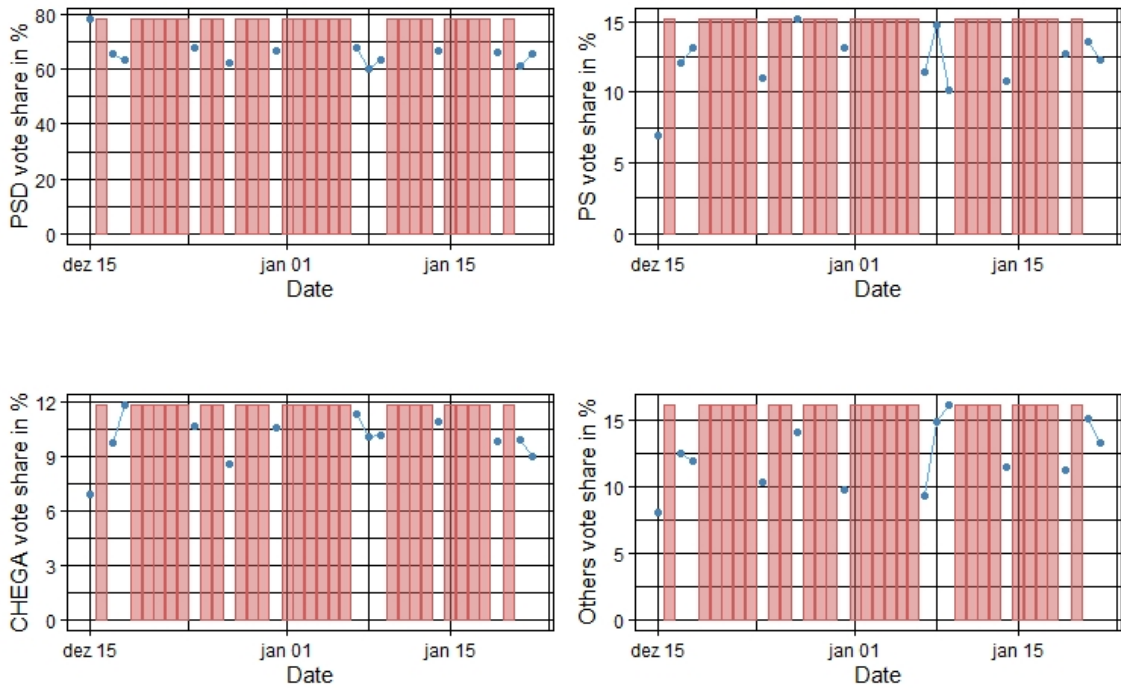 PSD vote share in %
80
60
40
20
0
dez 15
jan 01
jan 15
Date
PS vote share in %
15
10
5
0
dez 15
jan 01
jan 15
Date
CHEGA vote share in %
12
9
6
3
0
dez 15
jan 01
jan 15
Date
Others vote share in %
15
10
5
0
dez 15
jan 01
jan 15
Date